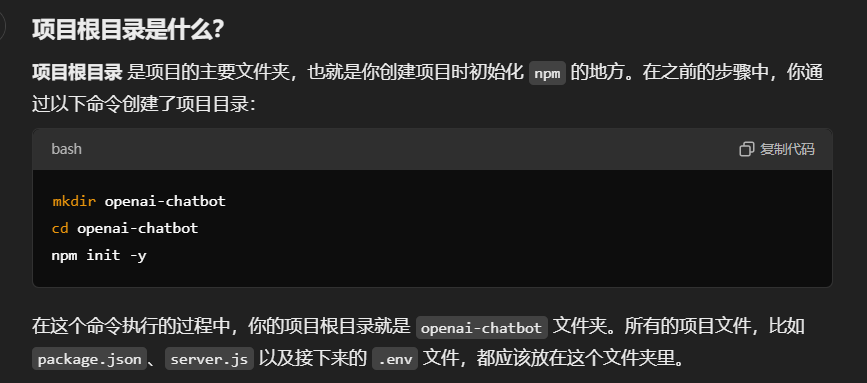 项目根目录是什么?
项目根目录 是项目的主要文件夹，也就是你创建项目时初始化 npm 的地方。在之前的步骤中，你通
过以下命令创建了项目目录：
bash 复制代码
mkdir openai-chatbot
cd openai-chatbot
npm init -y
在这个命令执行的过程中，你的项目根目录就是 openai-chatbot 文件夹。所有的项目文件，比如
package.json、server.js 以及接下来的 .env 文件，都应该放在这个文件夹里。